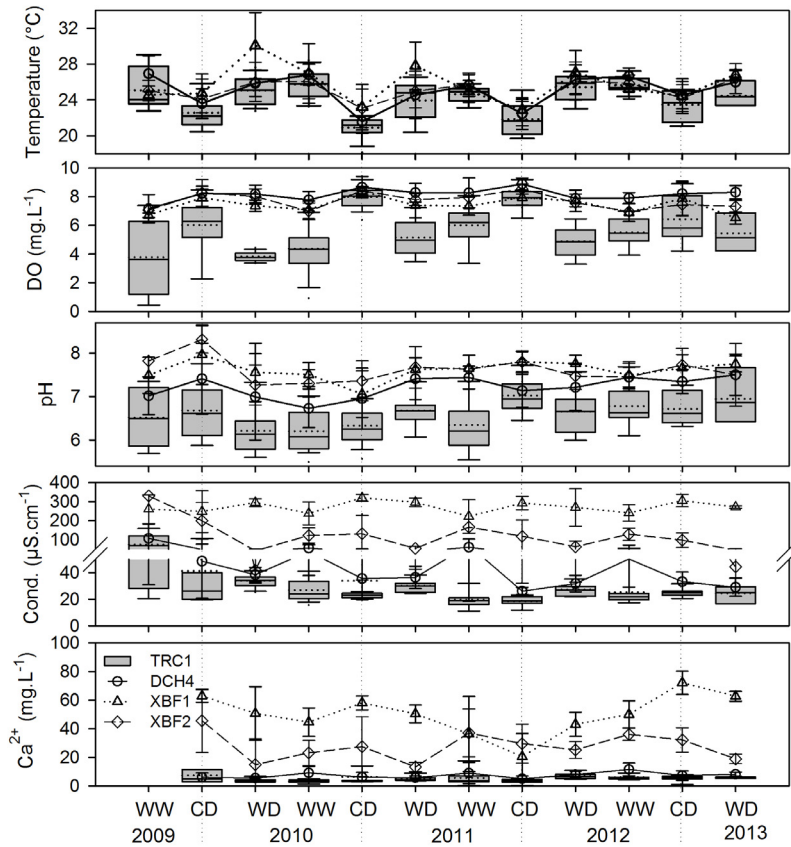 Temperature (°C)
32
28
24
20
DO (mg.L⁻¹)
10
8
6
4
2
0
pH
8
7
6
Cond. (µS.cm⁻¹)
400
300
200
100
40
20
0
Ca²⁺ (mg.L⁻¹)
100
80
60
40
20
0
TRC1
DCH4
XBF1
XBF2
WW CD WD WW CD WD WW CD WD WW CD WD
2009 2010 2011 2012 2013